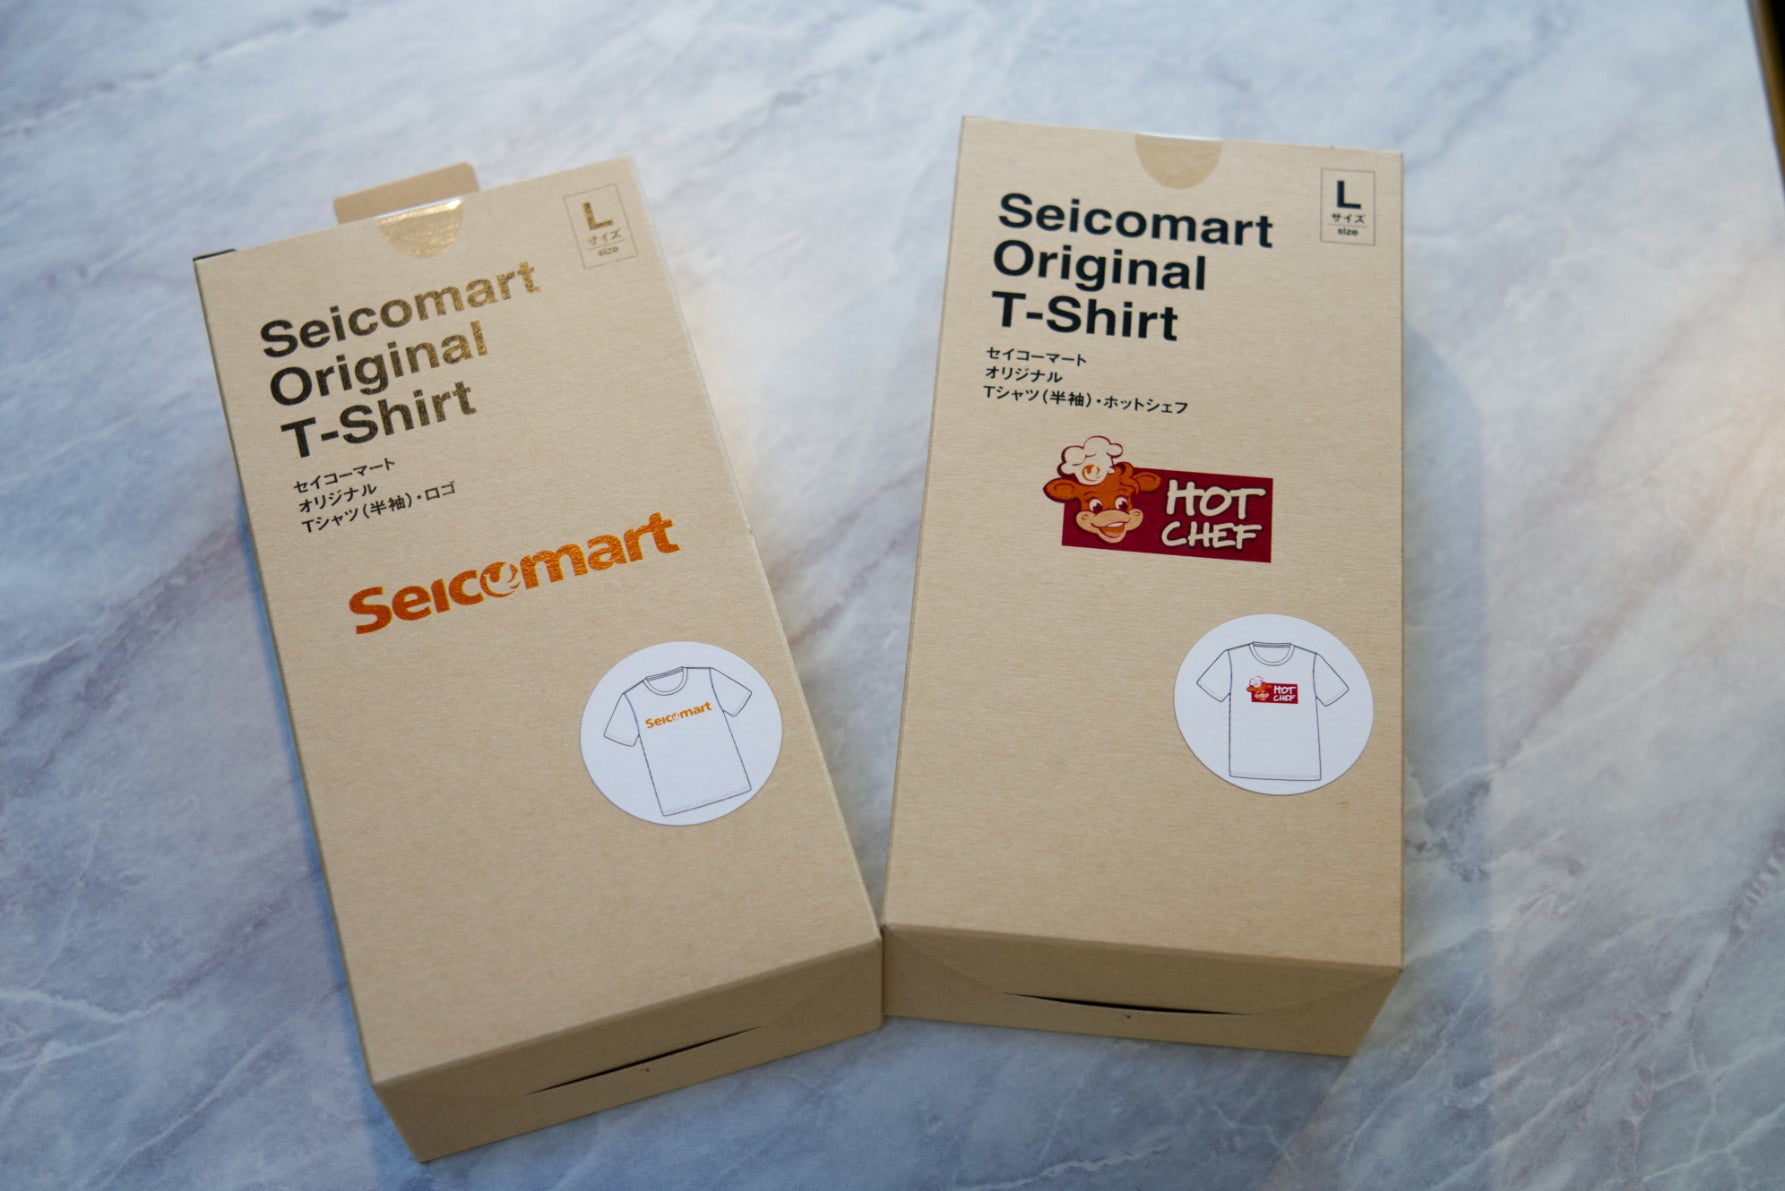 L
サイズ
size
Seicomart
Original
T-Shirt
セイコーマート
オリジナル
Tシャツ(半袖)・ロゴ
Seicomart
Seicomart
L
サイズ
size
Seicomart
Original
T-Shirt
セイコーマート
オリジナル
Tシャツ(半袖)・ホットシェフ
HOT
CHEF
HOT
CHEF